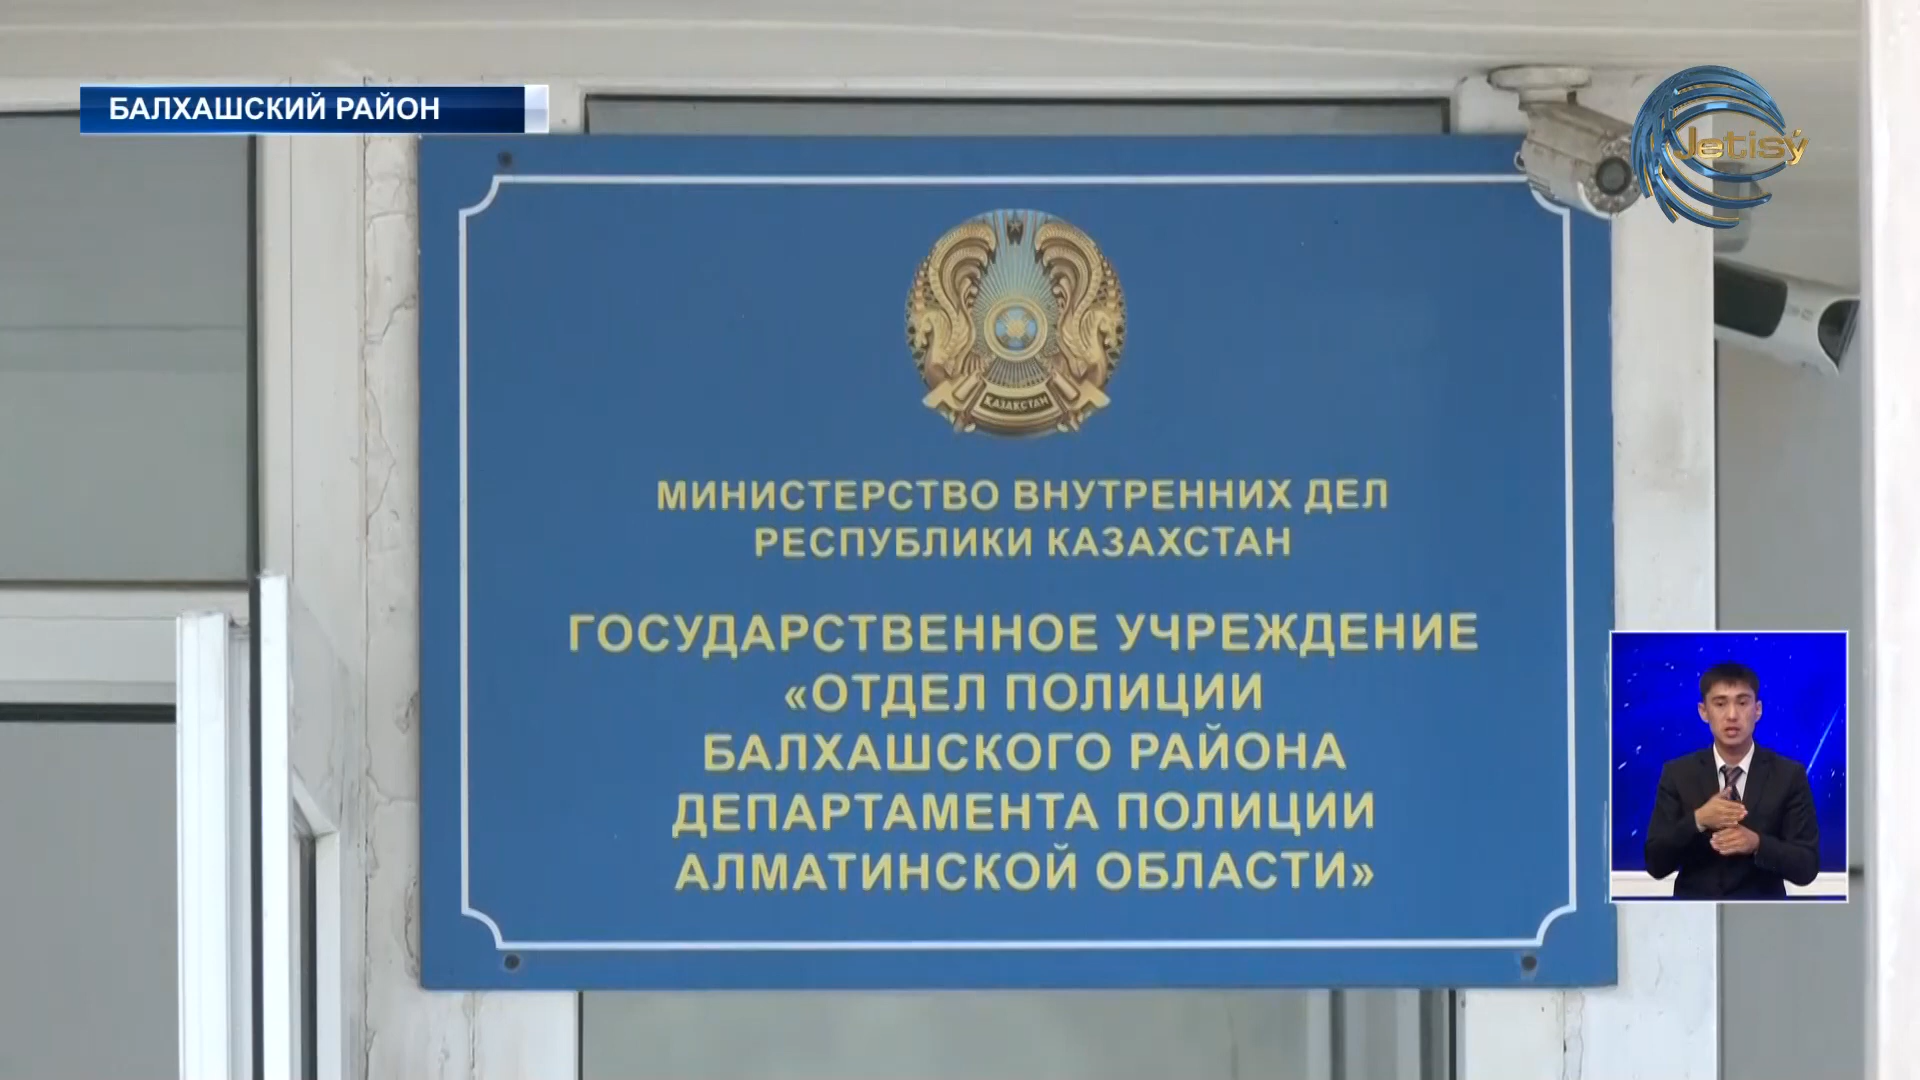 БАЛХАШСКИЙ РАЙОН
Jetisý
ҚАЗАҚСТАН
МИНИСТЕРСТВО ВНУТРЕННИХ ДЕЛ
РЕСПУБЛИКИ КАЗАХСТАН
ГОСУДАРСТВЕННОЕ УЧРЕЖДЕНИЕ
«ОТДЕЛ ПОЛИЦИИ
БАЛХАШСКОГО РАЙОНА
ДЕПАРТАМЕНТА ПОЛИЦИИ
АЛМАТИНСКОЙ ОБЛАСТИ»